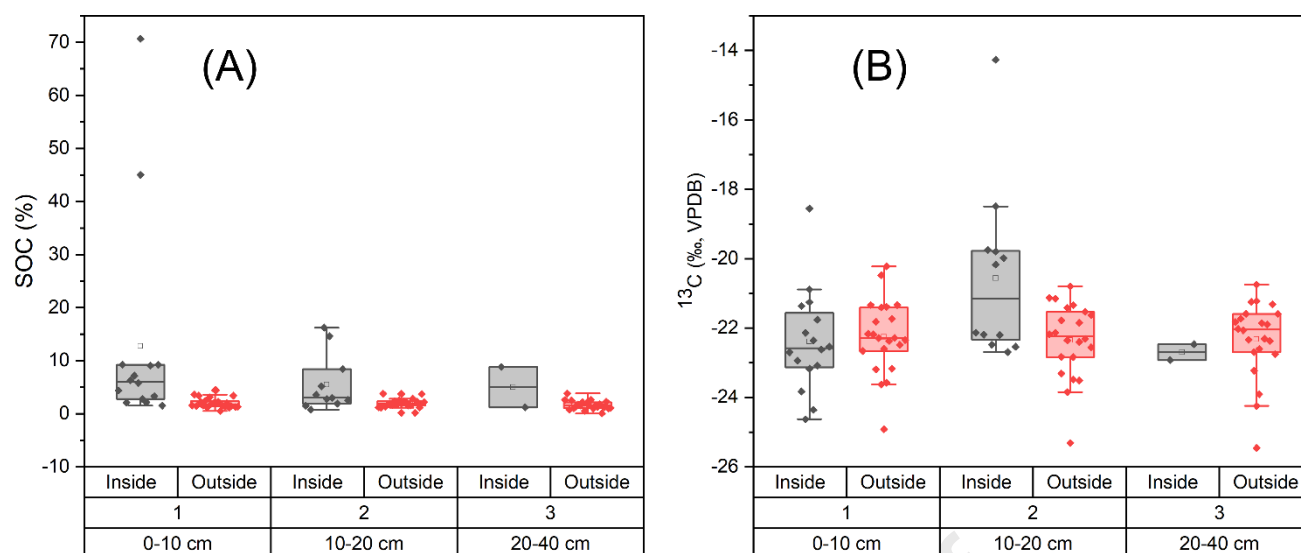 (A)
SOC (%)
70
60
50
40
30
20
10
0
-10
Inside Outside Inside Outside Inside Outside
1 2 3
0-10 cm 10-20 cm 20-40 cm
(B)
13C (‰, VPDB)
-14
-16
-18
-20
-22
-24
-26
Inside Outside Inside Outside Inside Outside
1 2 3
0-10 cm 10-20 cm 20-40 cm